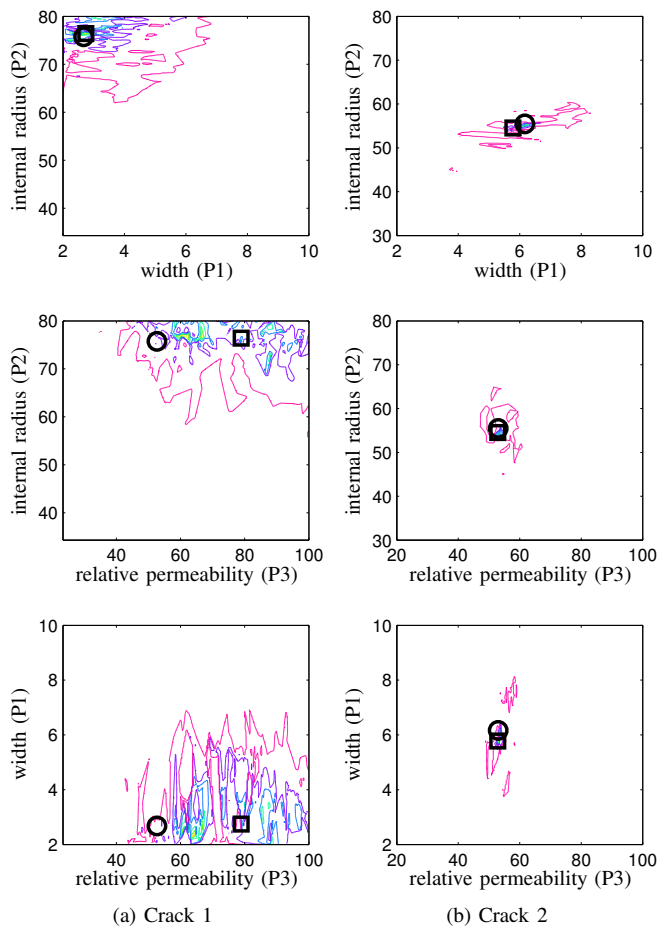 80
70
60
50
40
internal radius (P2)
2 4 6 8 10
width (P1)
80
70
60
50
40
30
internal radius (P2)
2 4 6 8 10
width (P1)
80
70
60
50
40
internal radius (P2)
40 60 80 100
relative permeability (P3)
80
70
60
50
40
30
internal radius (P2)
20 40 60 80 100
relative permeability (P3)
10
8
6
4
2
width (P1)
40 60 80 100
relative permeability (P3)
10
8
6
4
2
width (P1)
20 40 60 80 100
relative permeability (P3)
(a) Crack 1
(b) Crack 2